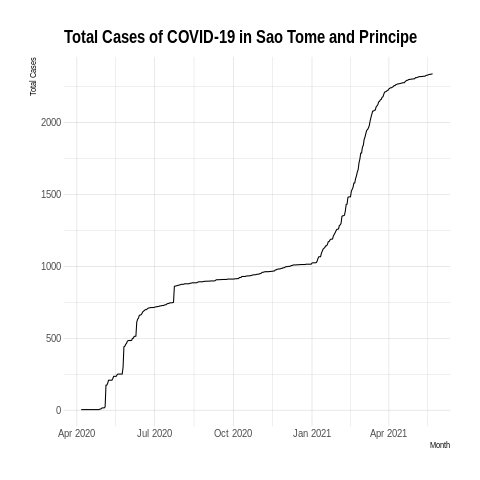 Total Cases of COVID-19 in Sao Tome and Principe
Total Cases
2000
1500
1000
500
0
Apr 2020 Jul 2020 Oct 2020 Jan 2021 Apr 2021
Month